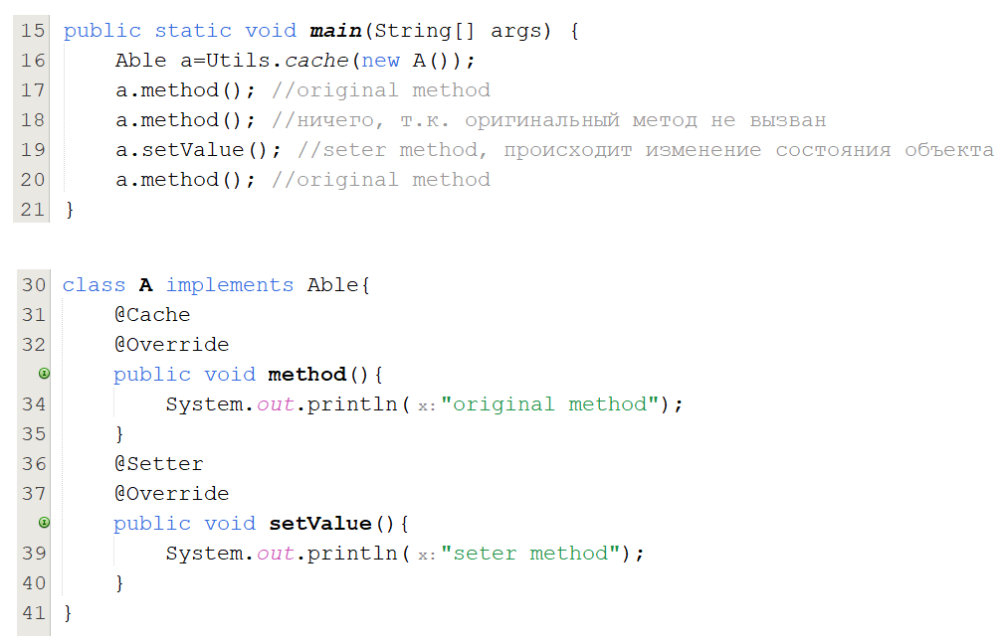 15 public static void main(String[] args) {
16     Able a=Utils.cache(new A());
17     a.method(); //original method
18     a.method(); //ничего, т.к. оригинальный метод не вызван
19     a.setValue(); //seter method, происходит изменение состояния объекта
20     a.method(); //original method
21 }
30 class A implements Able{
31     @Cache
32     @Override
    public void method(){
34         System.out.println( x: "original method");
35     }
36     @Setter
37     @Override
    public void setValue(){
39         System.out.println( x: "seter method");
40     }
41 }